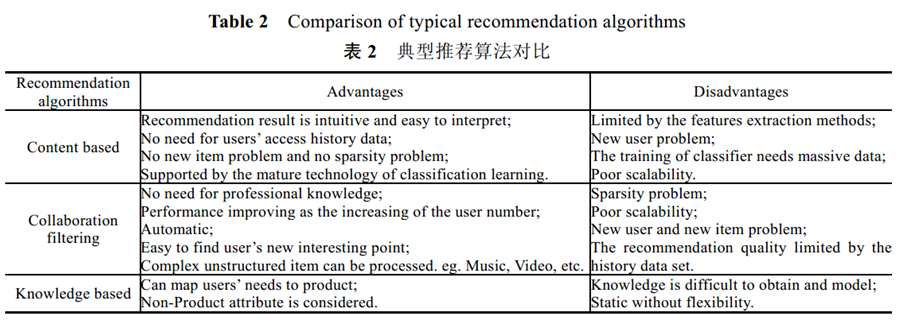 Table 2 Comparison of typical recommendation algorithms
表 2 典型推荐算法对比
Recommendation algorithms
Advantages
Disadvantages
Content based
Recommendation result is intuitive and easy to interpret;
No need for users' access history data;
No new item problem and no sparsity problem;
Supported by the mature technology of classification learning.
Limited by the features extraction methods;
New user problem;
The training of classifier needs massive data;
Poor scalability.
Collaboration
filtering
No need for professional knowledge;
Performance improving as the increasing of the user number;
Automatic;
Easy to find user's new interesting point;
Complex unstructured item can be processed. eg. Music, Video, etc.
Sparsity problem;
Poor scalability;
New user and new item problem;
The recommendation quality limited by the
history data set.
Knowledge based
Can map users' needs to product;
Non-Product attribute is considered.
Knowledge is difficult to obtain and model;
Static without flexibility.